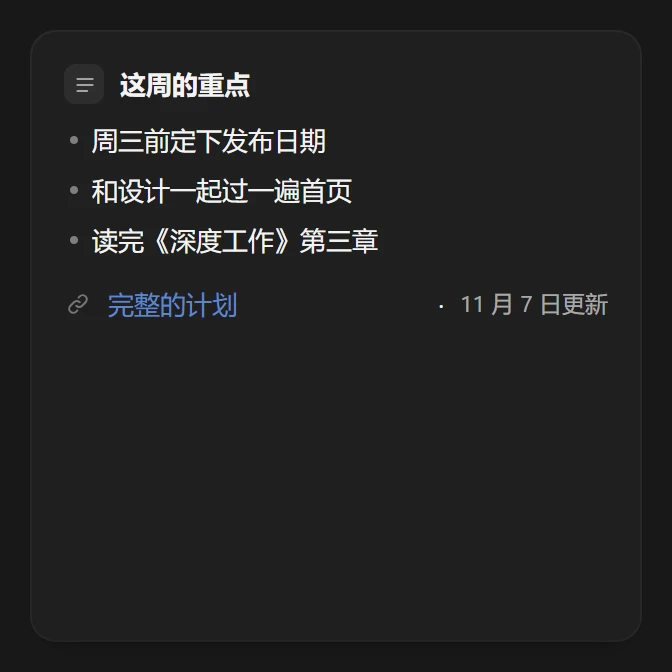 这周的重点
• 周三前定下发布日期
• 和设计一起过一遍首页
• 读完《深度工作》第三章
完整的计划 · 11 月 7 日更新